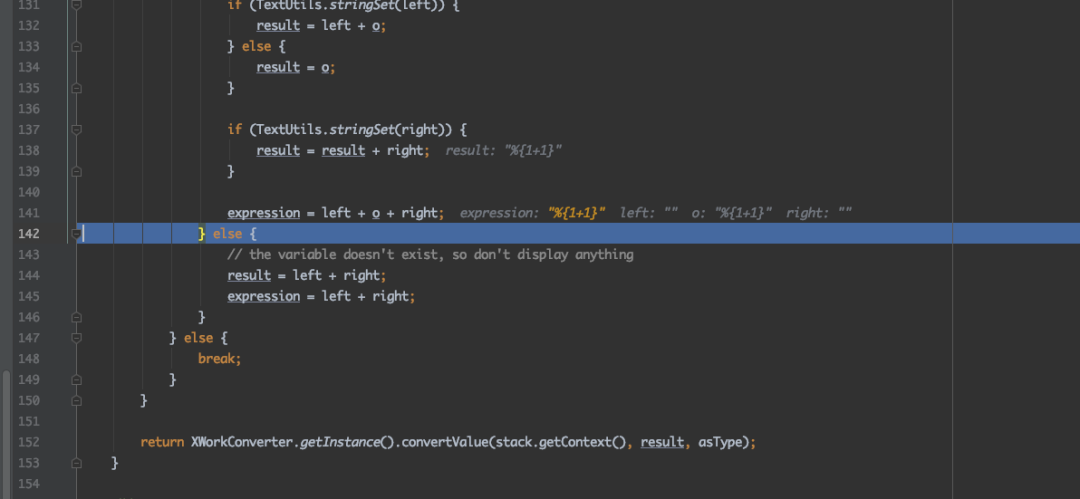 131 if (TextUtils.stringSet(left)) {
132 result = left + o;
133 } else {
134 result = o;
135 }
136
137 if (TextUtils.stringSet(right)) {
138 result = result + right; result: "%{1+1}"
139 }
140
141 expression = left + o + right; expression: "%{1+1}" left: "" o: "%{1+1}" right: ""
142 } else {
143 // the variable doesn't exist, so don't display anything
144 result = left + right;
145 expression = left + right;
146 }
147 } else {
148 break;
149 }
150 }
151
152 return XWorkConverter.getInstance().convertValue(stack.getContext(), result, asType);
153 }
154